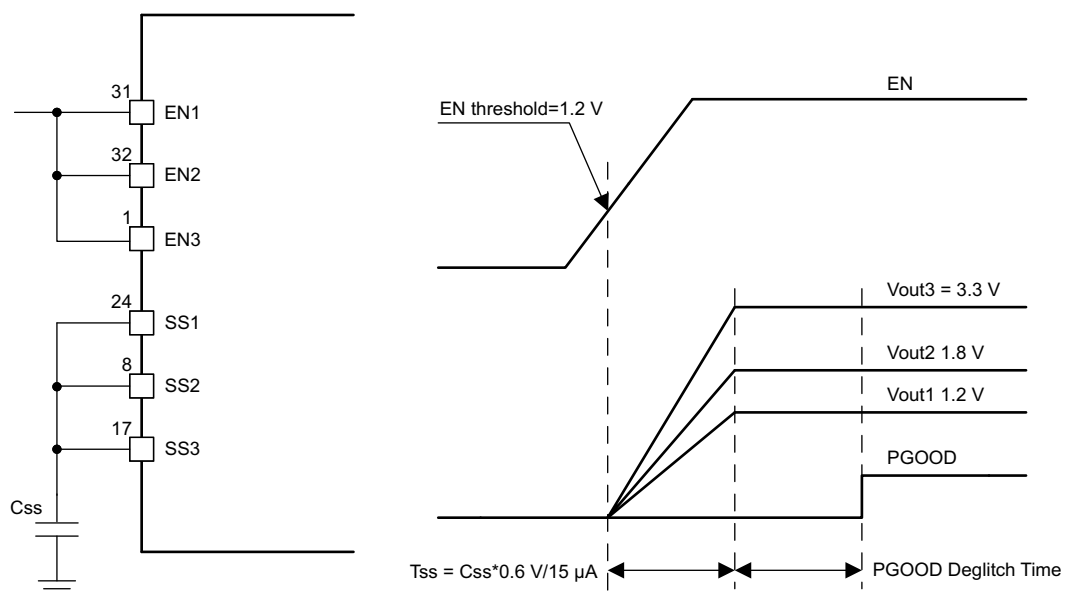 31
EN1
32
EN2
1
EN3
24
SS1
8
SS2
17
SS3
Css
EN
EN threshold=1.2 V
Vout3 = 3.3 V
Vout2 1.8 V
Vout1 1.2 V
PGOOD
Tss = Css*0.6 V/15 µA
PGOOD Deglitch Time